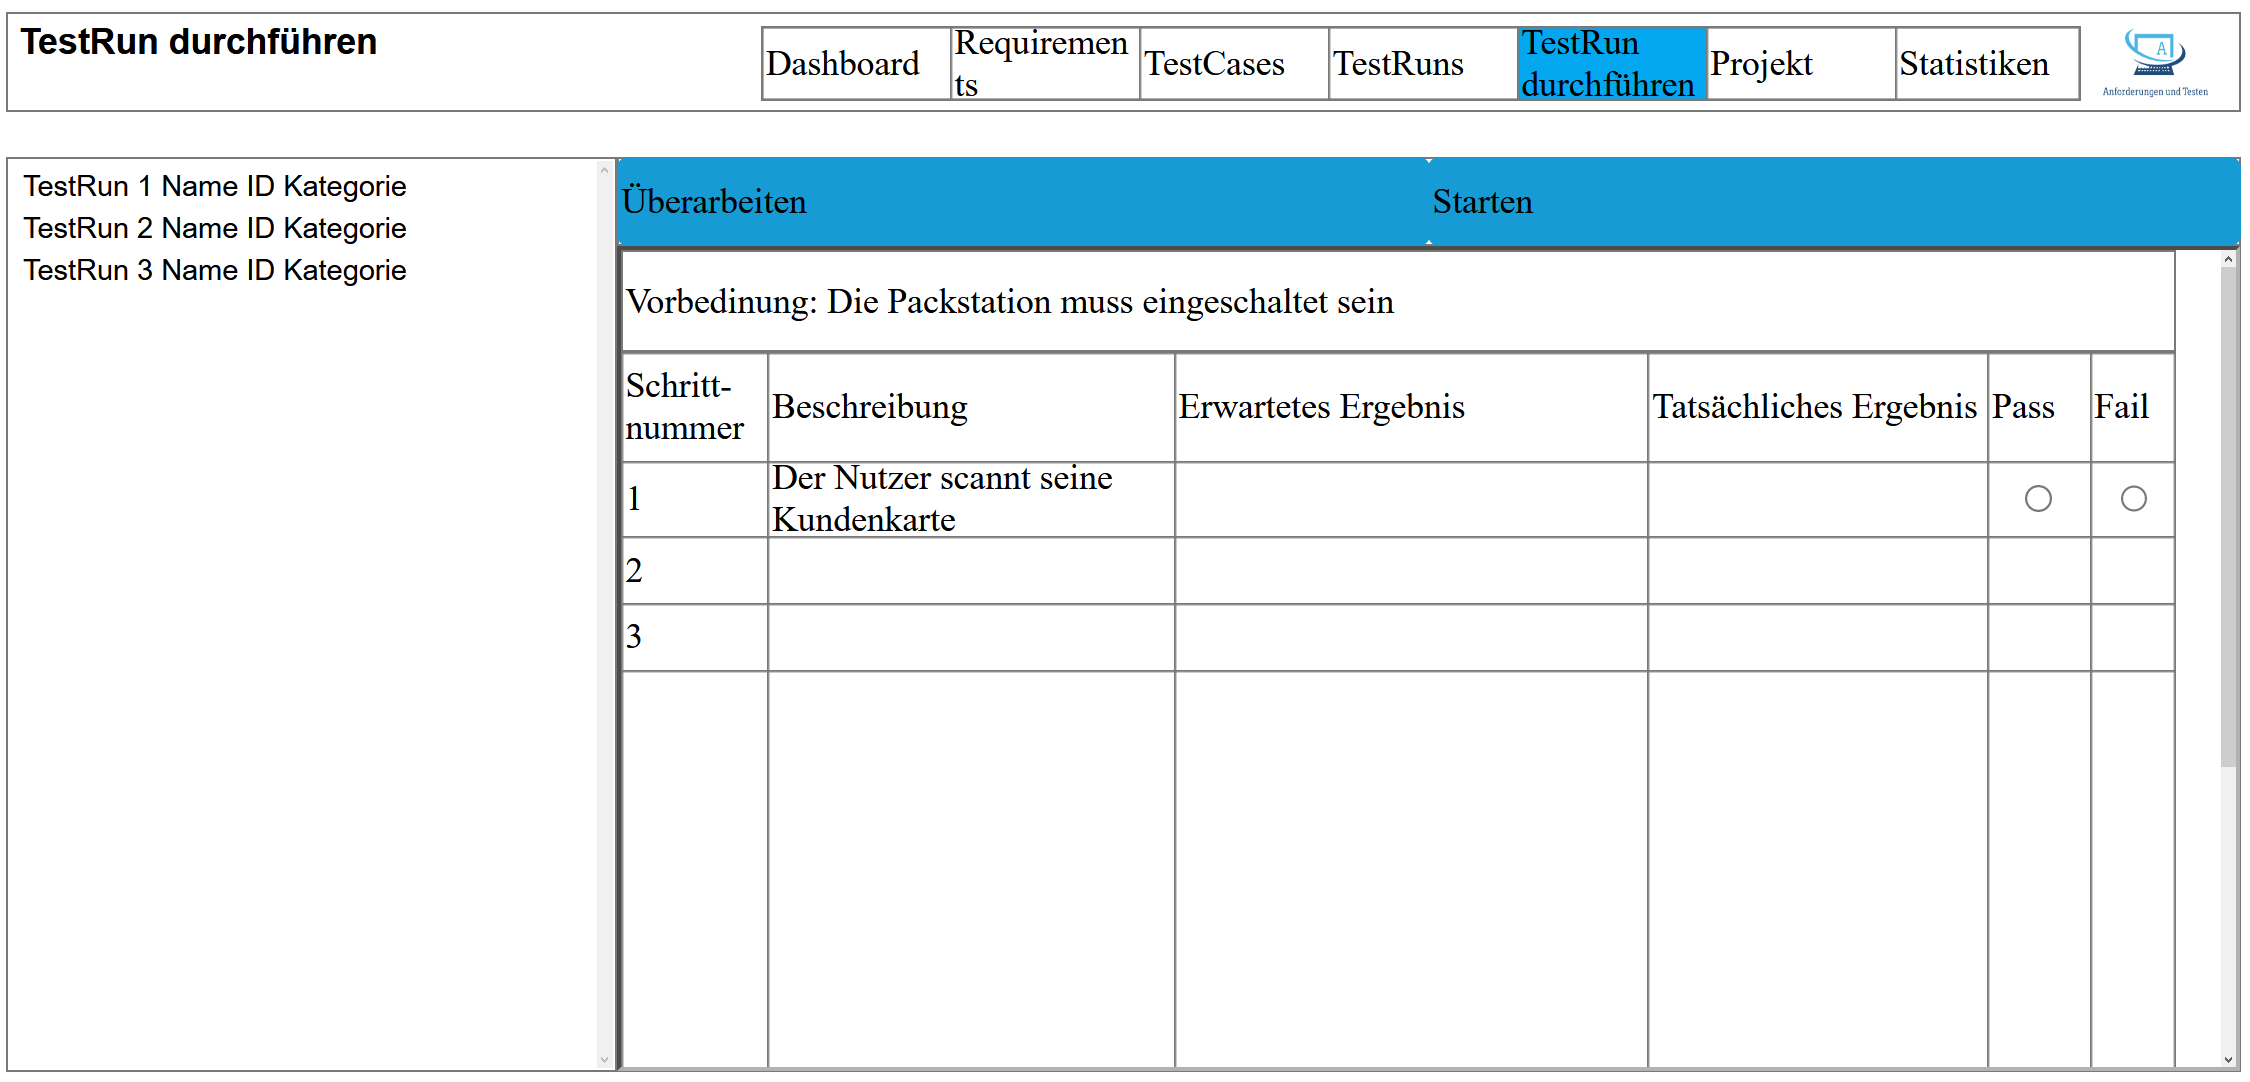 TestRun durchführen
Dashboard
Requiremen
ts
TestCases
TestRuns
TestRun
durchführen
Projekt
Statistiken
A
Anforderungen und Testen
TestRun 1 Name ID Kategorie
TestRun 2 Name ID Kategorie
TestRun 3 Name ID Kategorie
Überarbeiten
Starten
Vorbedinung: Die Packstation muss eingeschaltet sein
Schritt-
nummer
Beschreibung
Erwartetes Ergebnis
Tatsächliches Ergebnis
Pass
Fail
1
Der Nutzer scannt seine
Kundenkarte
2
3